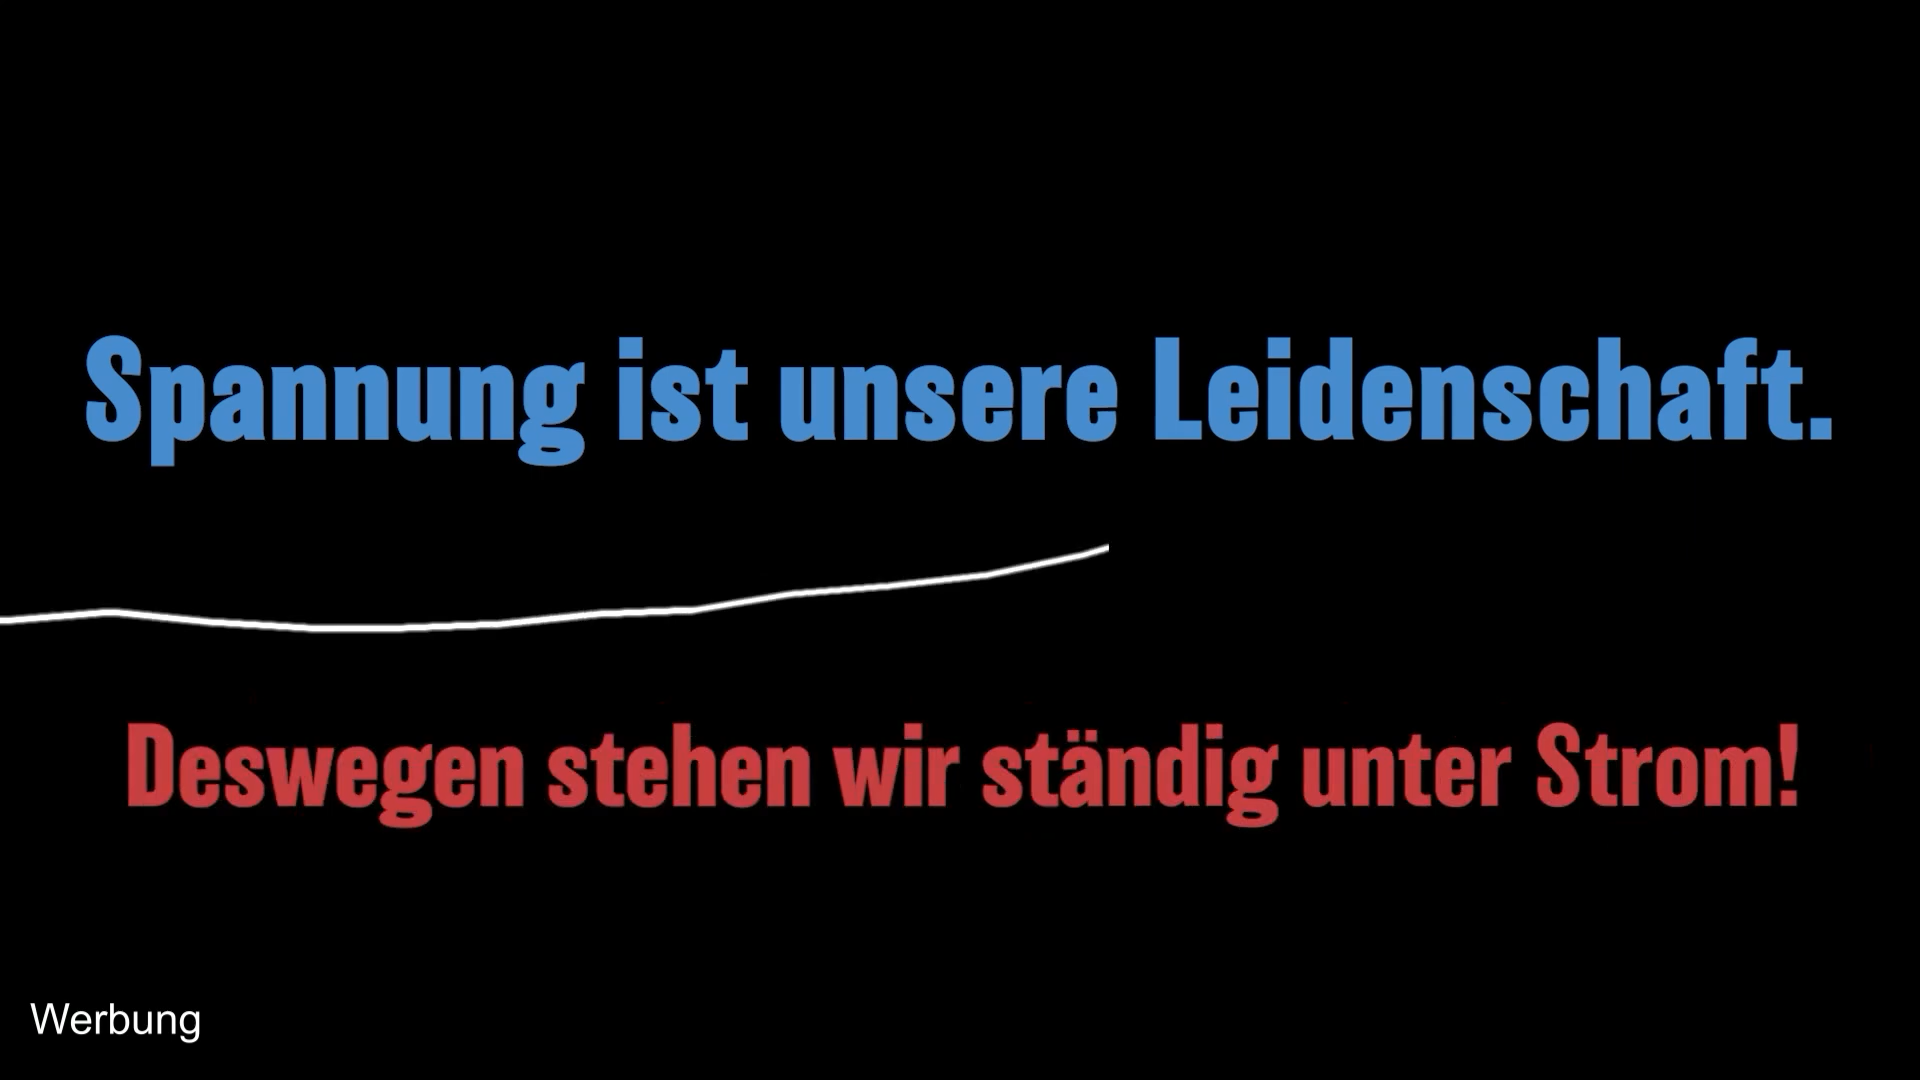 Spannung ist unsere Leidenschaft.
Deswegen stehen wir ständig unter Strom!
Werbung